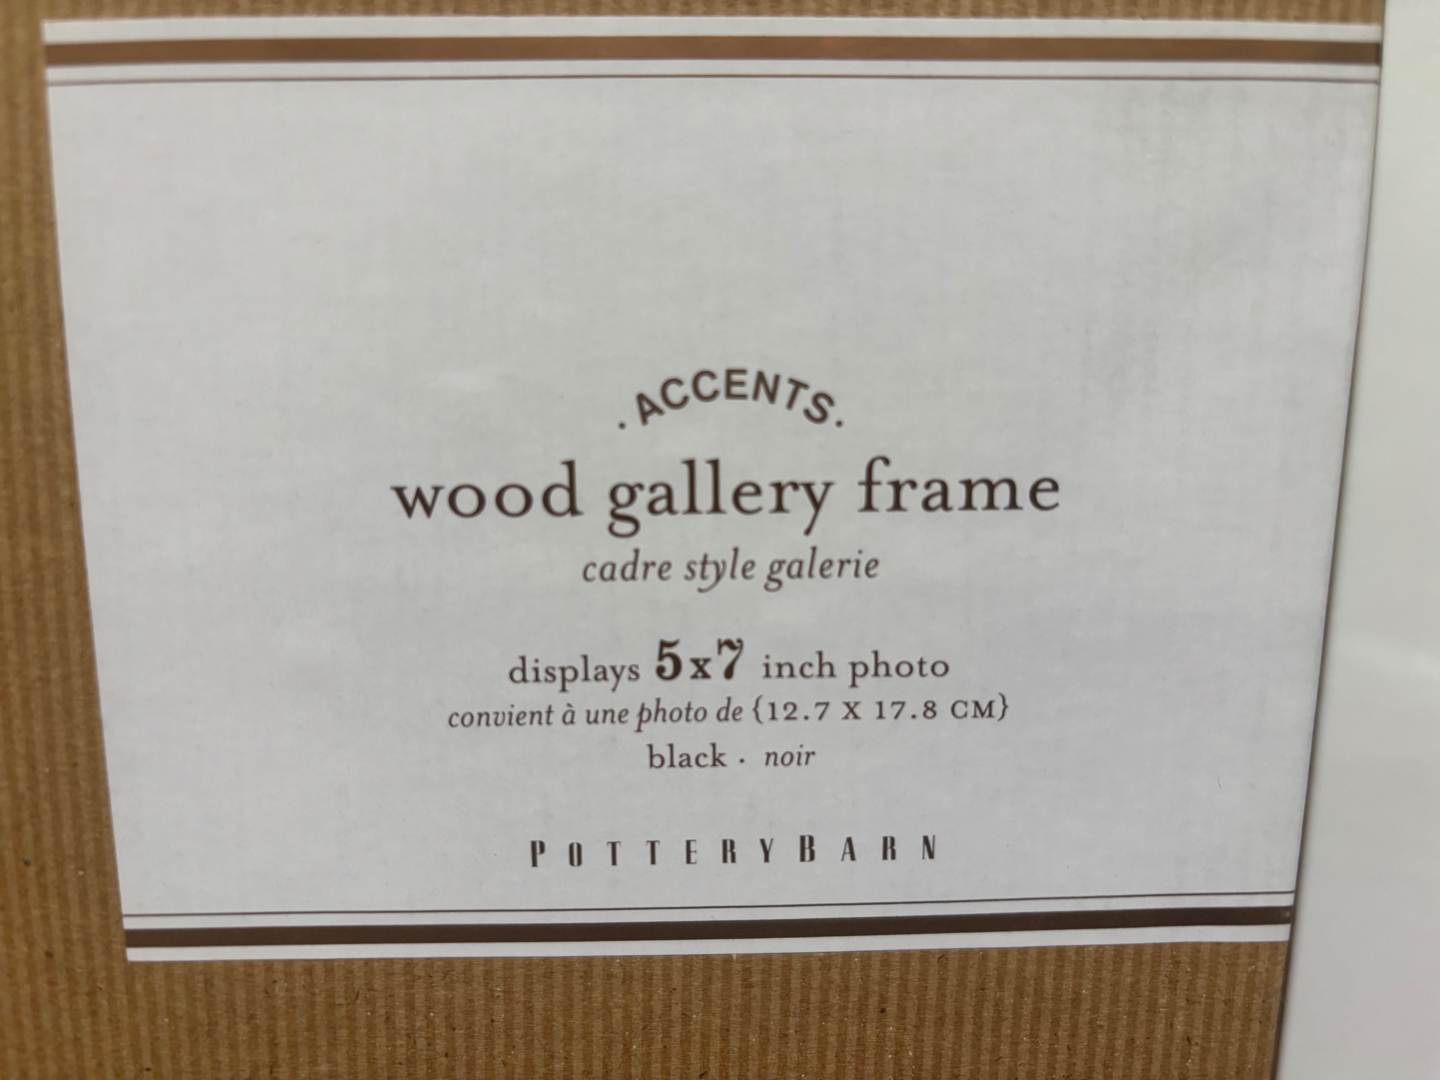 . ACCENTS.
wood gallery frame
cadre style galerie
displays 5x7 inch photo
convient à une photo de {12.7 X 17.8 CM}
black · noir
POTTERYBARN